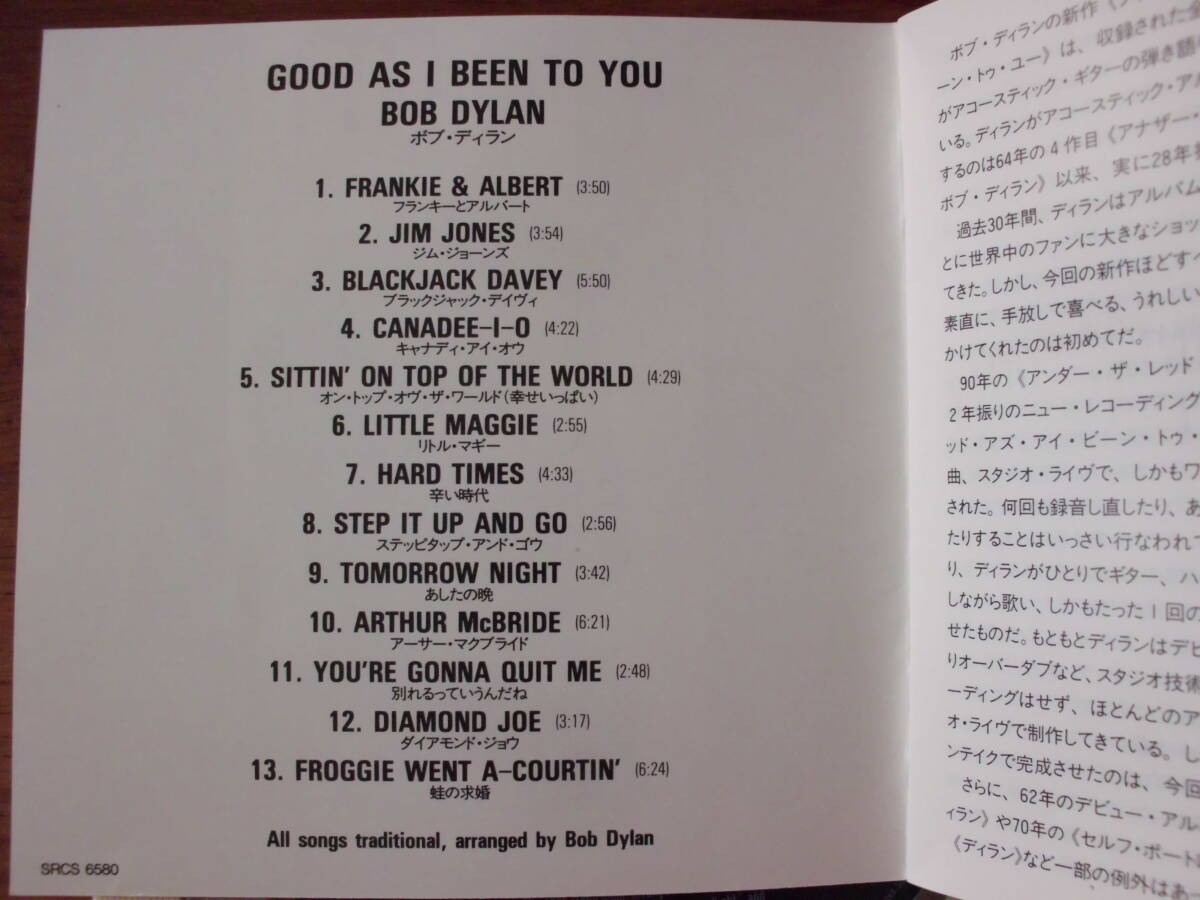 GOOD AS I BEEN TO YOU
BOB DYLAN
ボブ・ディラン
1. FRANKIE & ALBERT (3:50)
フランキーとアルバート
2. JIM JONES (3:54)
ジム・ジョーンズ
3. BLACKJACK DAVEY (5:50)
ブラックジャック・デイヴィ
4. CANADEE-I-O (4:22)
キャナディ・アイ・オウ
5. SITTIN' ON TOP OF THE WORLD (4:29)
オン・トップ・オヴ・ザ・ワールド(幸せいっぱい)
6. LITTLE MAGGIE (2:55)
リトル・マギー
7. HARD TIMES (4:33)
辛い時代
8. STEP IT UP AND GO (2:56)
ステッピタップ・アンド・ゴウ
9. TOMORROW NIGHT (3:42)
あしたの晩
10. ARTHUR McBRIDE (6:21)
アーサー・マクブライド
11. YOU'RE GONNA QUIT ME (2:48)
別れるっていうんだね
12. DIAMOND JOE (3:17)
ダイアモンド・ジョウ
13. FROGGIE WENT A-COURTIN' (6:24)
蛙の求婚
All songs traditional, arranged by Bob Dylan
SRCS 6580
ボブ・ディランの新作《グ
ーン・トゥ・ユー》は、収録された全
がアコースティック・ギターの弾き語
いる。ディランがアコースティック・ア
するのは64年の4作目《アナザー・
ボブ・ディラン》以来、実に28年
過去30年間、ディランはアルバム
とに世界中のファンに大きなショッ
てきた。しかし、今回の新作ほどすべ
素直に、手放しで喜べる、うれしい
かけてくれたのは初めてだ。
90年の《アンダー・ザ・レッド・
2年振りのニュー・レコーディング
ッド・アズ・アイ・ビーン・トゥ・
曲、スタジオ・ライヴで、しかもワ
された。何回も録音し直したり、あ
たりすることはいっさい行なわれて
り、ディランがひとりでギター、ハ
しながら歌い、しかもたった1回の
せたものだ。もともとディランはデビ
りオーバーダブなど、スタジオ技術
ーディングはせず、ほとんどのア
オ・ライヴで制作してきている。し
ンテイクで完成させたのは、今回
さらに、62年のデビュー・アル
ィラン》や70年の《セルフ・ポート
《ディラン》など一部の例外はあ